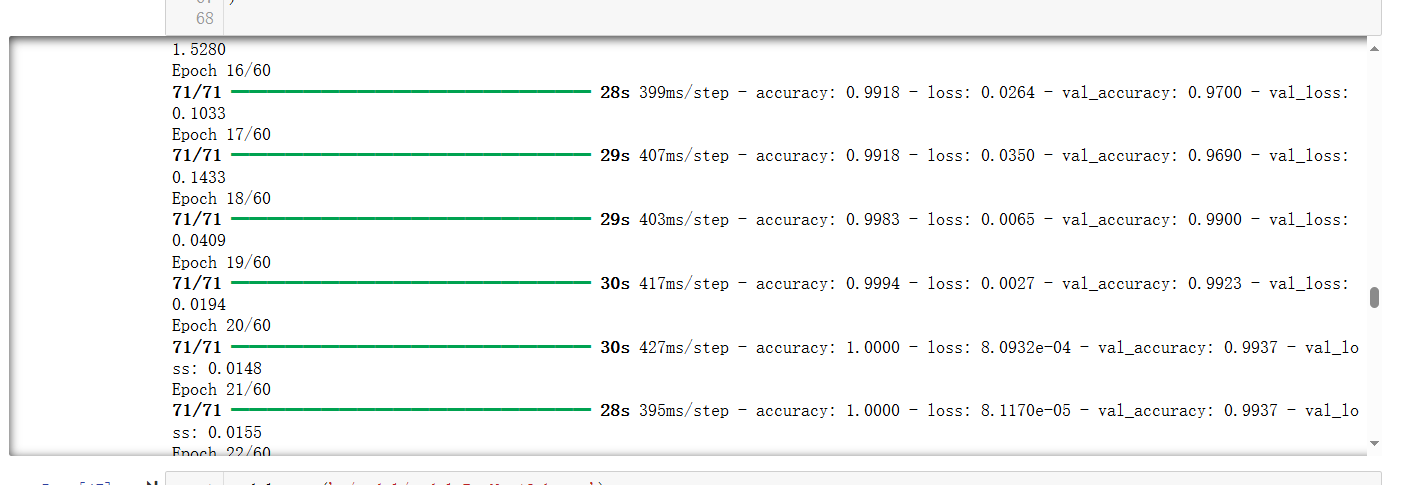 68
1.5280
Epoch 16/60
71/71 ━━━━━━━━━━━━━━━━━━━━ 28s 399ms/step - accuracy: 0.9918 - loss: 0.0264 - val_accuracy: 0.9700 - val_loss:
0.1033
Epoch 17/60
71/71 ━━━━━━━━━━━━━━━━━━━━ 29s 407ms/step - accuracy: 0.9918 - loss: 0.0350 - val_accuracy: 0.9690 - val_loss:
0.1433
Epoch 18/60
71/71 ━━━━━━━━━━━━━━━━━━━━ 29s 403ms/step - accuracy: 0.9983 - loss: 0.0065 - val_accuracy: 0.9900 - val_loss:
0.0409
Epoch 19/60
71/71 ━━━━━━━━━━━━━━━━━━━━ 30s 417ms/step - accuracy: 0.9994 - loss: 0.0027 - val_accuracy: 0.9923 - val_loss:
0.0194
Epoch 20/60
71/71 ━━━━━━━━━━━━━━━━━━━━ 30s 427ms/step - accuracy: 1.0000 - loss: 8.0932e-04 - val_accuracy: 0.9937 - val_lo
ss: 0.0148
Epoch 21/60
71/71 ━━━━━━━━━━━━━━━━━━━━ 28s 395ms/step - accuracy: 1.0000 - loss: 8.1170e-05 - val_accuracy: 0.9937 - val_lo
ss: 0.0155
Epoch 22/60